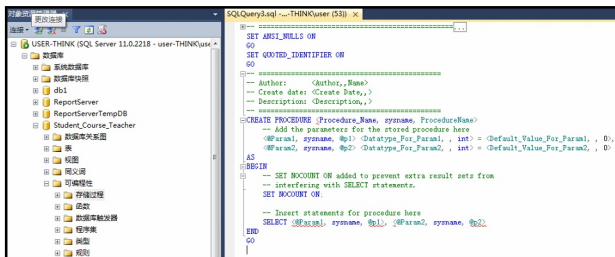 对象资源管理器
更改连接
连接
USER-THINK (SQL Server 11.0.2218 - user-THINK\use
数据库
系统数据库
数据库快照
db1
ReportServer
ReportServerTempDB
Student_Course_Teacher
数据库关系图
表
视图
同义词
可编程性
存储过程
函数
数据库触发器
程序集
类型
规则
SQLQuery3.sql -...-THINK\user (53))
-- ================================================ ...
SET ANSI_NULLS ON
GO
SET QUOTED_IDENTIFIER ON
GO
-- =============================================
-- Author: <Author,,Name>
-- Create date: <Create Date,,>
-- Description: <Description,,>
-- =============================================
CREATE PROCEDURE <Procedure_Name, sysname, ProcedureName>
-- Add the parameters for the stored procedure here
<@Param1, sysname, @p1> <Datatype_For_Param1, , int> = <Default_Value_For_Param1, , 0>
<@Param2, sysname, @p2> <Datatype_For_Param2, , int> = <Default_Value_For_Param2, , 0>
AS
BEGIN
-- SET NOCOUNT ON added to prevent extra result sets from
-- interfering with SELECT statements.
SET NOCOUNT ON;
-- Insert statements for procedure here
SELECT <@Param1, sysname, @p1>, <@Param2, sysname, @p2>
END
GO